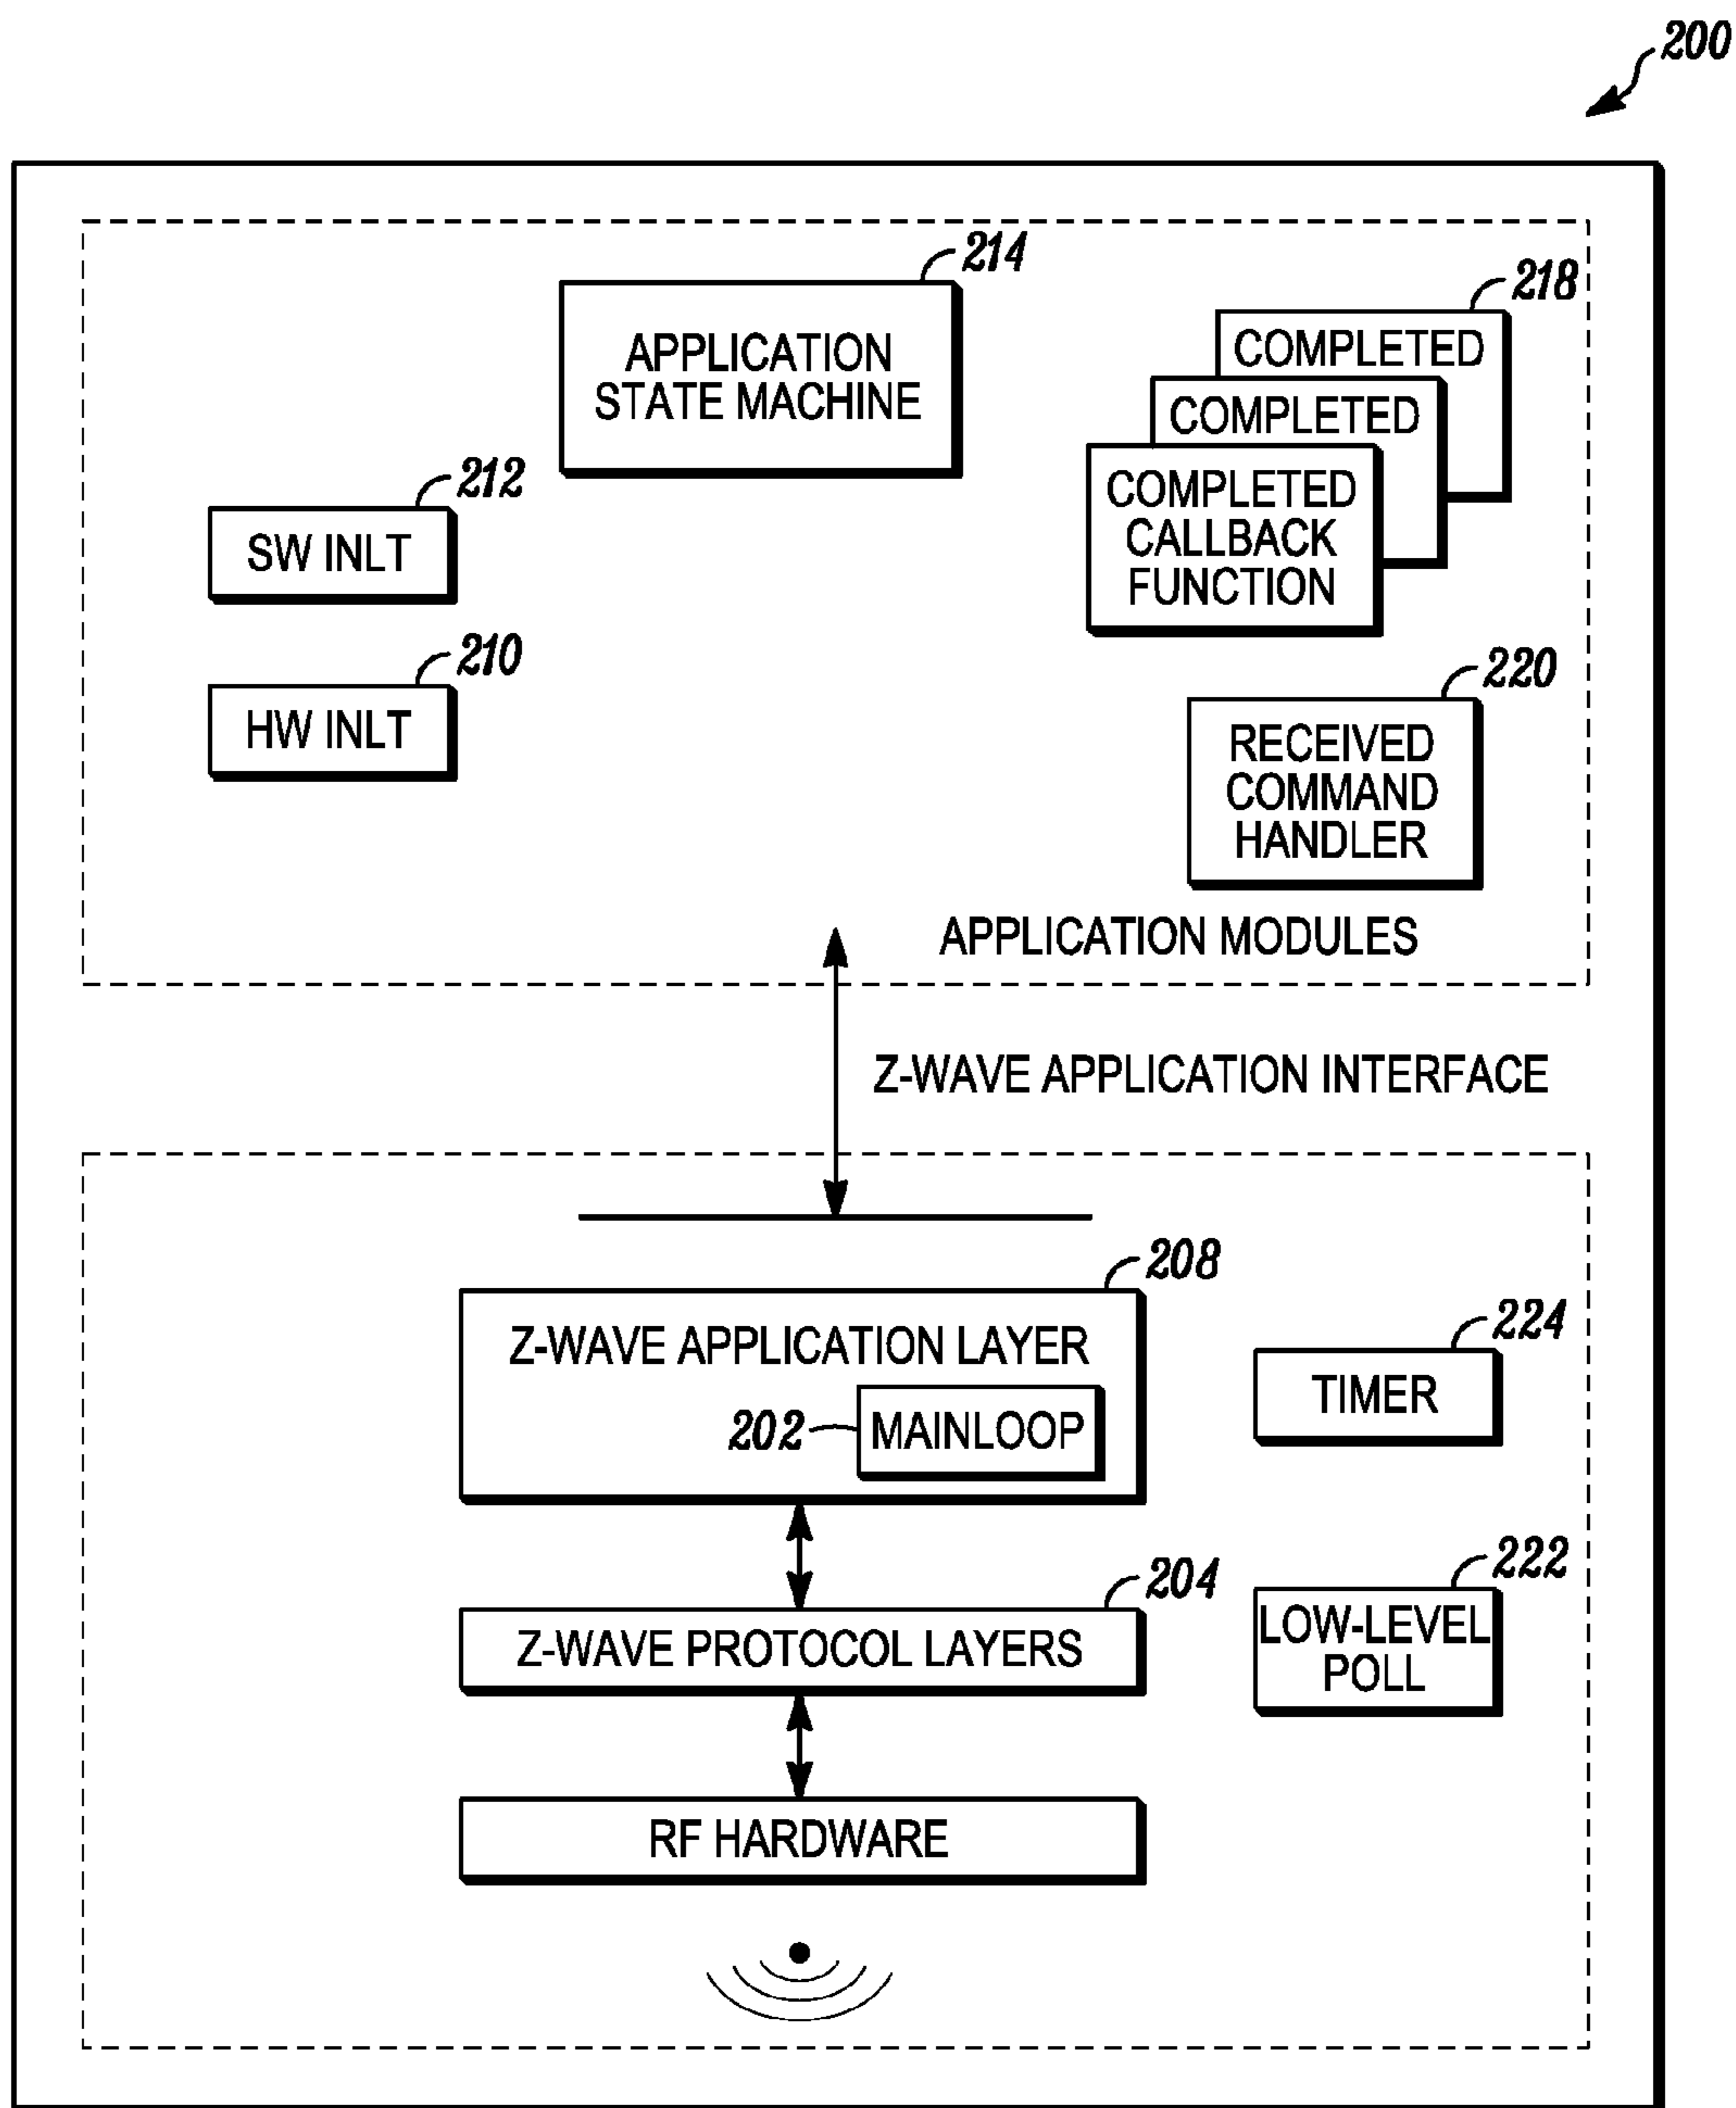 200
214
APPLICATION
STATE MACHINE
218
COMPLETED
COMPLETED
COMPLETED
CALLBACK
FUNCTION
212
SW INLT
210
HW INLT
220
RECEIVED
COMMAND
HANDLER
APPLICATION MODULES
Z-WAVE APPLICATION INTERFACE
208
Z-WAVE APPLICATION LAYER
202
MAINLOOP
224
TIMER
204
Z-WAVE PROTOCOL LAYERS
222
LOW-LEVEL
POLL
RF HARDWARE